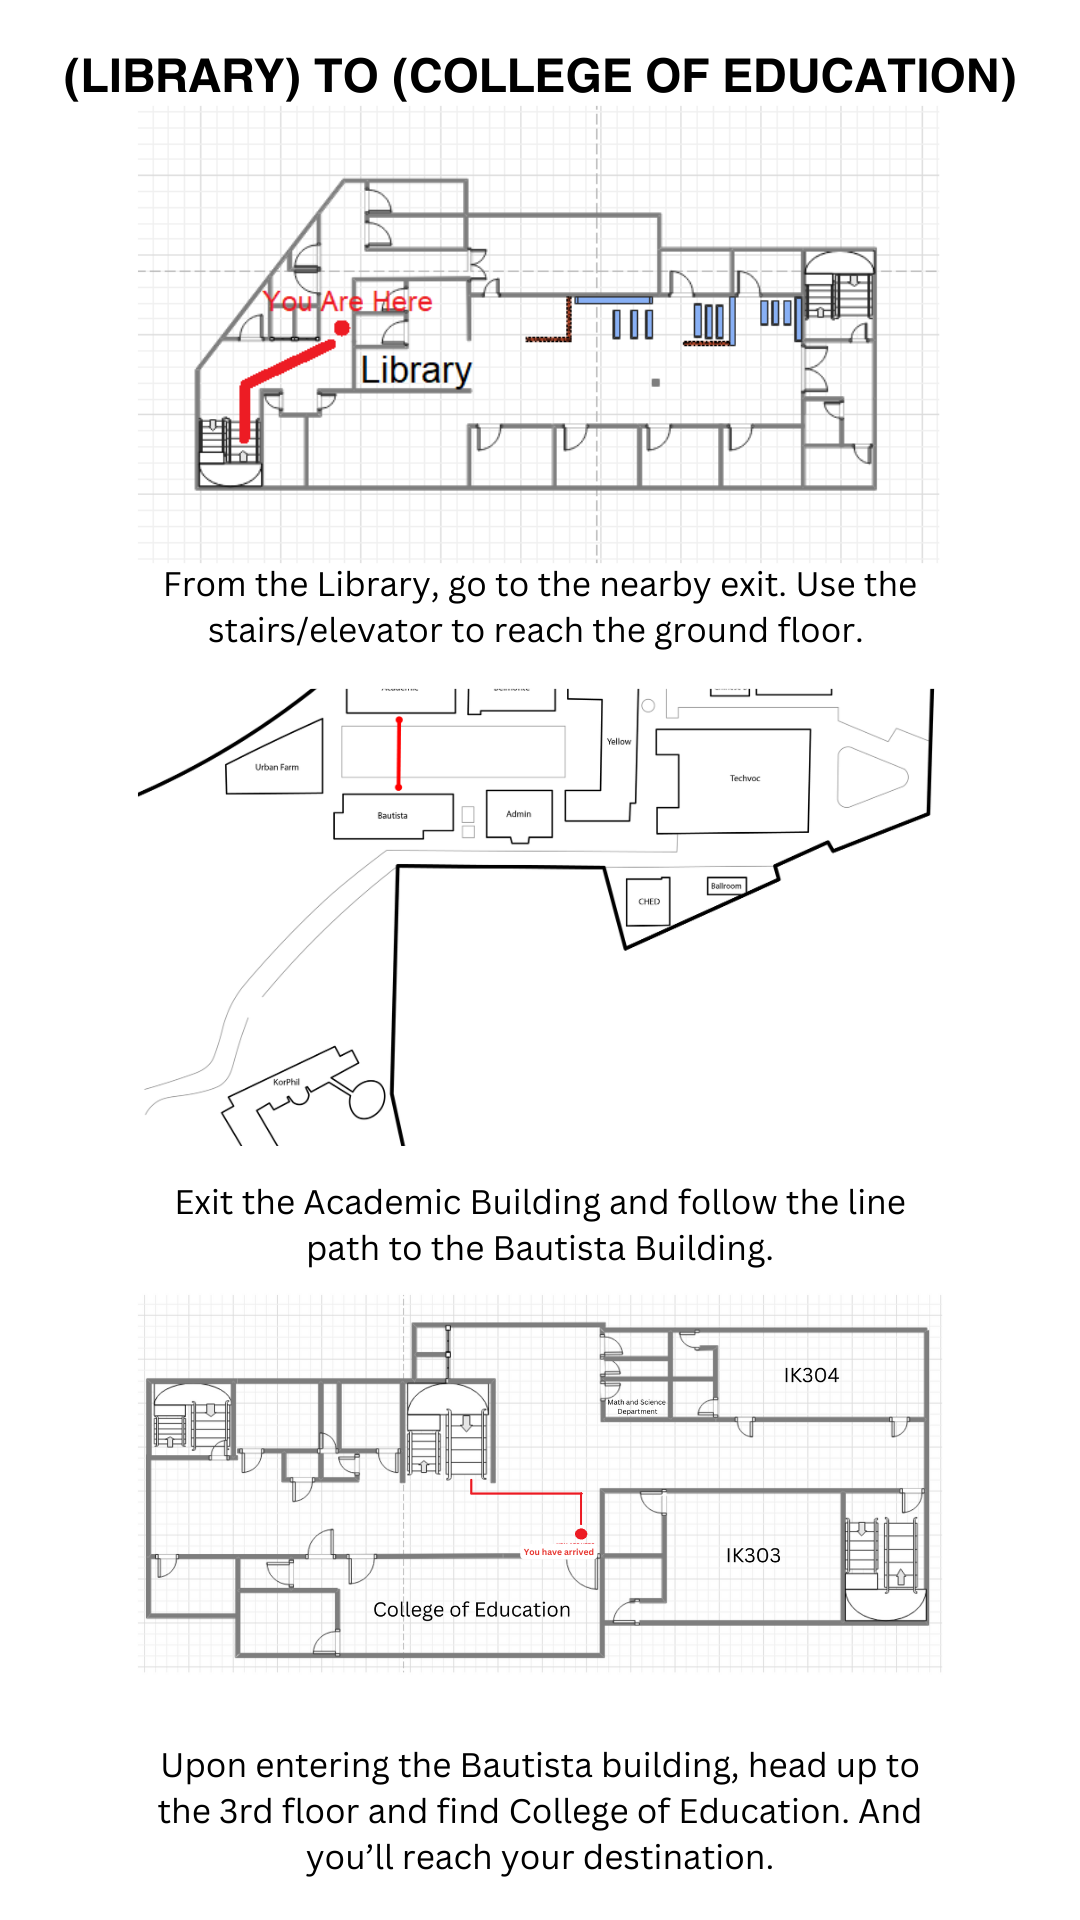 (LIBRARY) TO (COLLEGE OF EDUCATION)
You Are Here
Library
From the Library, go to the nearby exit. Use the
stairs/elevator to reach the ground floor.
Yellow
Urban Farm
Techvoc
Bautista
Admin
Ballroom
CHED
KorPhil
Exit the Academic Building and follow the line
path to the Bautista Building.
IK304
Math and Science
Department
You have arrived
IK303
College of Education
Upon entering the Bautista building, head up to
the 3rd floor and find College of Education. And
you’ll reach your destination.